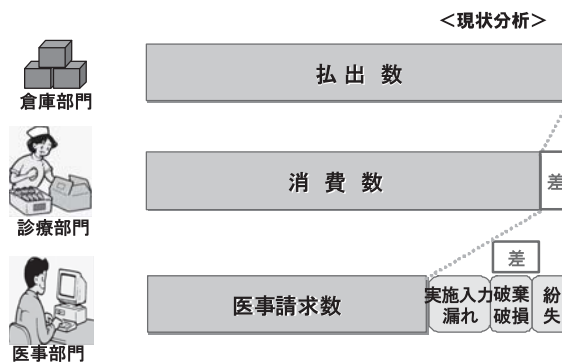 ＜現状分析＞
払出数
倉庫部門
消費数
差
診療部門
差
医事請求数
実施入力
漏れ
破棄
破損
紛
失
医事部門